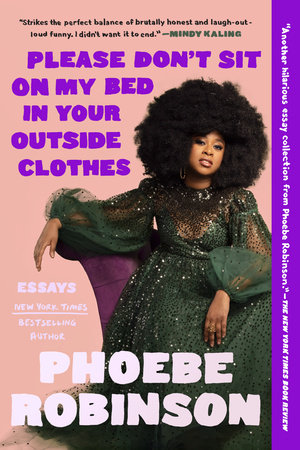 "Strikes the perfect balance of brutally honest and laugh-out-
loud funny. I didn't want it to end." —MINDY KALING
PLEASE DON'T SIT
ON MY BED
IN YOUR
OUTSIDE
CLOTHES
ESSAYS
NEW YORK TIMES
BESTSELLING
AUTHOR
PHOEBE
ROBINSON
"Another hilarious essay collection from Phoebe Robinson." —THE NEW YORK TIMES BOOK REVIEW